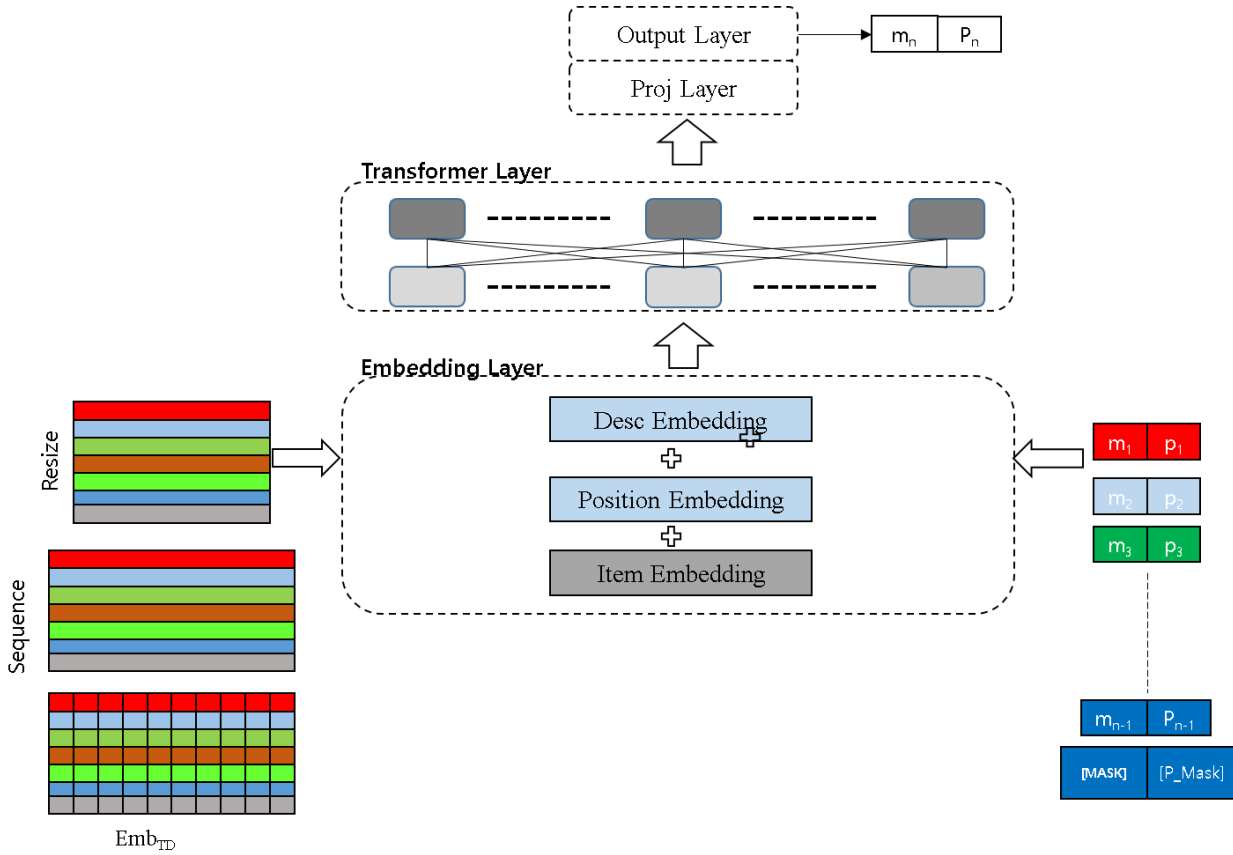 Output Layer
mn Pn
Proj Layer
Transformer Layer
Embedding Layer
Desc Embedding
Position Embedding
Item Embedding
Resize
Sequence
EmbTD
m1 p1
m2 p2
m3 p3
mn-1 Pn-1
[MASK] [P_Mask]